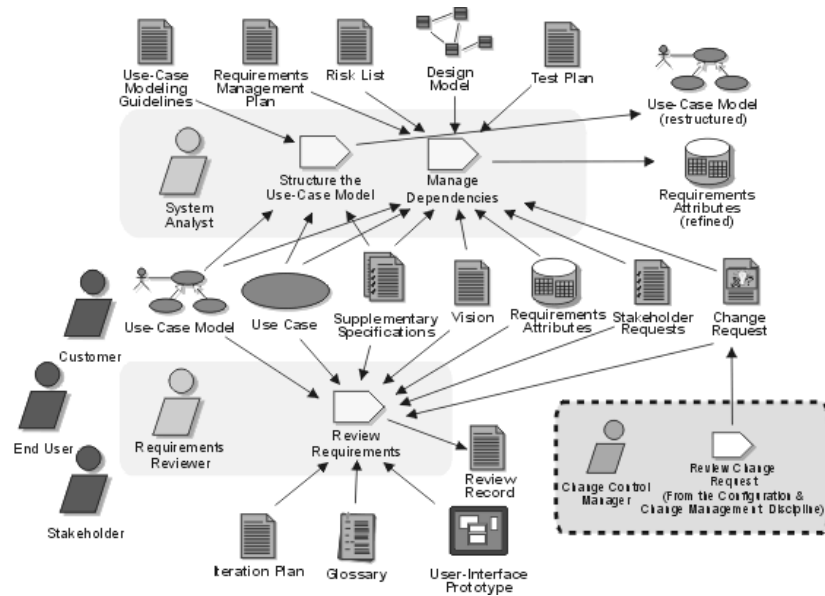 Use-Case
Modeling
Guidelines
Requirements
Management
Plan
Risk List
Design
Model
Test Plan
Use-Case Model
(restructured)
System
Analyst
Structure the
Use-Case Model
Manage
Dependencies
Requirements
Attributes
(refined)
Customer
Use-Case Model
Use Case
Supplementary
Specifications
Vision
Requirements
Attributes
Stakeholder
Requests
Change
Request
End User
Requirements
Reviewer
Review
Requirements
Review
Record
Stakeholder
Change Control
Manager
Review Change
Request
(From the Configuration &
Change Management Discipline)
Iteration Plan
Glossary
User-Interface
Prototype